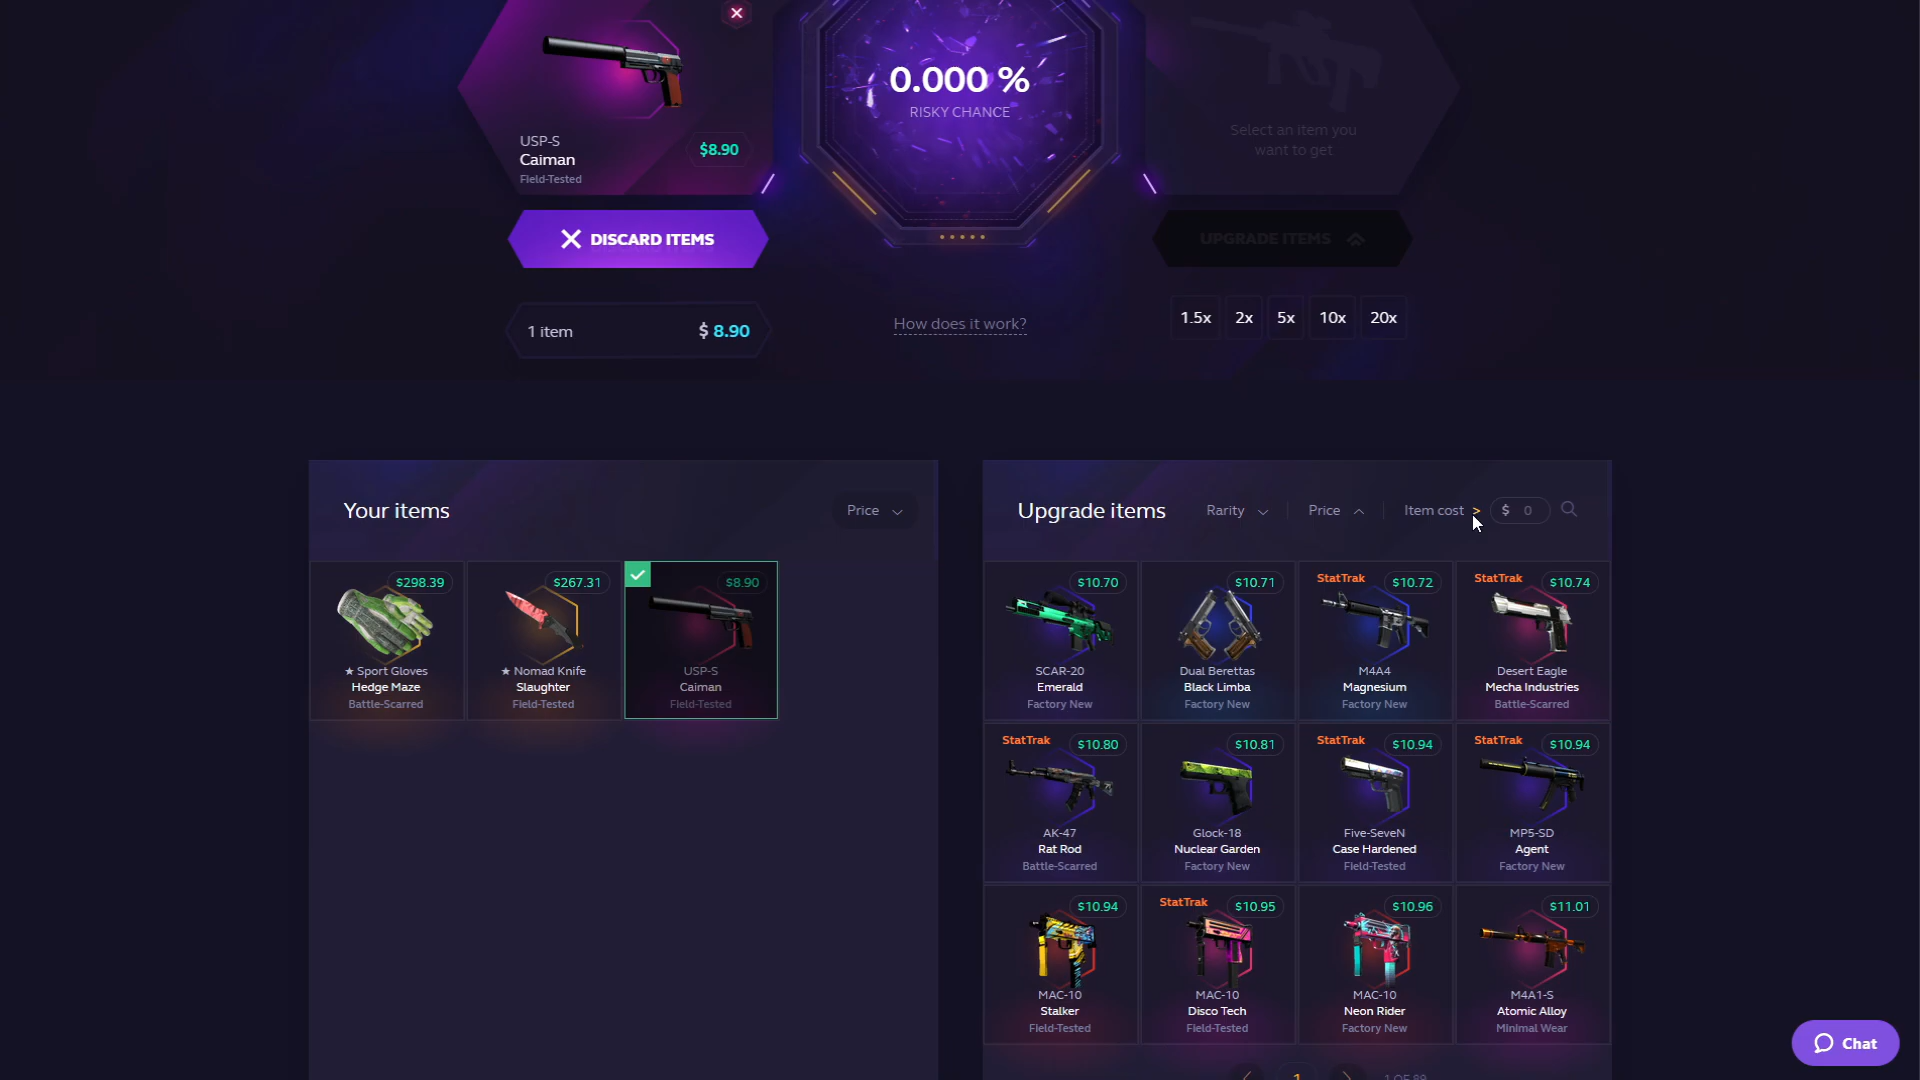 0.000 %
RISKY CHANCE
USP-S
Caiman
Field-Tested
$8.90
Select an item you
want to get
DISCARD ITEMS
UPGRADE ITEMS
1 item
$ 8.90
How does it work?
1.5x
2x
5x
10x
20x
Your items
Price
$298.39
★ Sport Gloves
Hedge Maze
Battle-Scarred
$267.31
★ Nomad Knife
Slaughter
Field-Tested
$8.90
USP-S
Caiman
Field-Tested
Upgrade items
Rarity
Price
Item cost >
$ 0
$10.70
SCAR-20
Emerald
Factory New
$10.71
Dual Berettas
Black Limba
Factory New
StatTrak $10.72
M4A4
Magnesium
Factory New
StatTrak $10.74
Desert Eagle
Mecha Industries
Battle-Scarred
StatTrak $10.80
AK-47
Rat Rod
Battle-Scarred
$10.81
Glock-18
Nuclear Garden
Factory New
StatTrak $10.94
Five-SeveN
Case Hardened
Field-Tested
StatTrak $10.94
MP5-SD
Agent
Factory New
$10.94
MAC-10
Stalker
Field-Tested
StatTrak $10.95
MAC-10
Disco Tech
Field-Tested
$10.96
MAC-10
Neon Rider
Factory New
$11.01
M4A1-S
Atomic Alloy
Minimal Wear
1
Chat